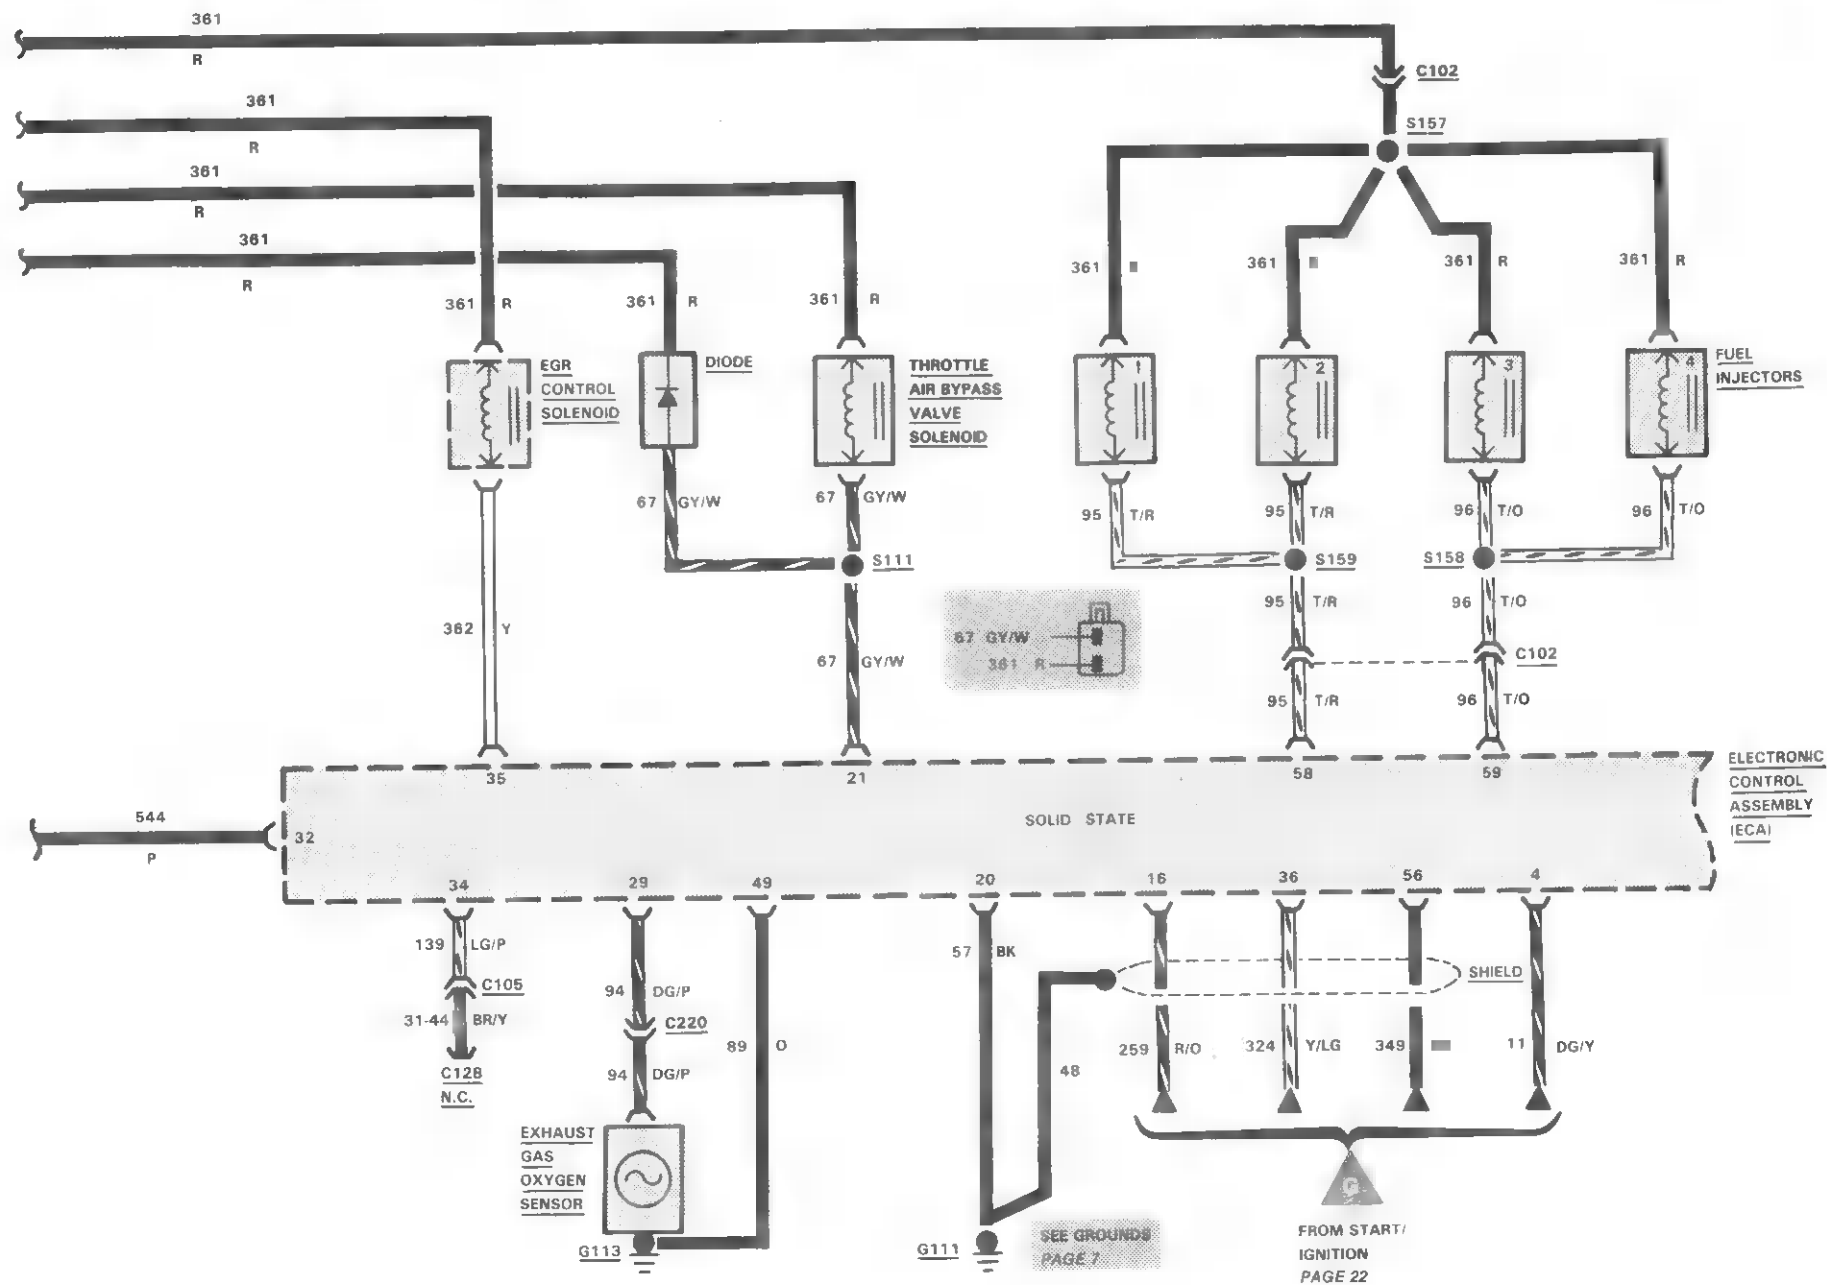 361
R
361
R
361
R
361
R
C102
S157
361 R
361 R
361 R
361
361
361 R
361 R
EGR
CONTROL
SOLENOID
DIODE
THROTTLE
AIR BYPASS
VALVE
SOLENOID
1
2
3
4
FUEL
INJECTORS
67 GY/W
67 GY/W
95 T/R
95 T/R
96 T/O
96 T/O
S111
S159
S158
362 Y
67 GY/W
67 GY/W
361 R
95 T/R
96 T/O
C102
95 T/R
96 T/O
35
21
58
59
ELECTRONIC
CONTROL
ASSEMBLY
(ECA)
544
P
32
SOLID STATE
34
29
49
20
16
36
56
4
139 LG/P
C105
31-44 BR/Y
C128
N.C.
94 DG/P
C220
94 DG/P
89 O
57 BK
48
SHIELD
259 R/O
324 Y/LG
349
11 DG/Y
EXHAUST
GAS
OXYGEN
SENSOR
G113
G111
SEE GROUNDS
PAGE 7
G
FROM START/
IGNITION
PAGE 22